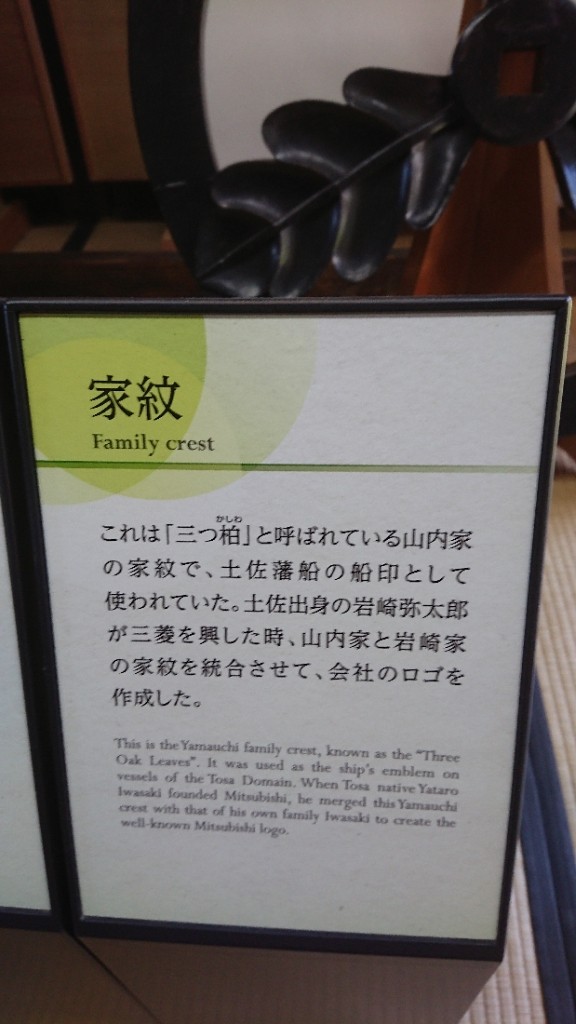 家紋
Family crest
かしわ
これは「三つ柏」と呼ばれている山内家
の家紋で、土佐藩船の船印として
使われていた。土佐出身の岩崎弥太郎
が三菱を興した時、山内家と岩崎家
の家紋を統合させて、会社のロゴを
作成した。
This is the Yamauchi family crest, known as the “Three
Oak Leaves”. It was used as the ship's emblem on
vessels of the Tosa Domain. When Tosa native Yataro
Iwasaki founded Mitsubishi, he merged this Yamauchi
crest with that of his own family Iwasaki to create the
well-known Mitsubishi logo.